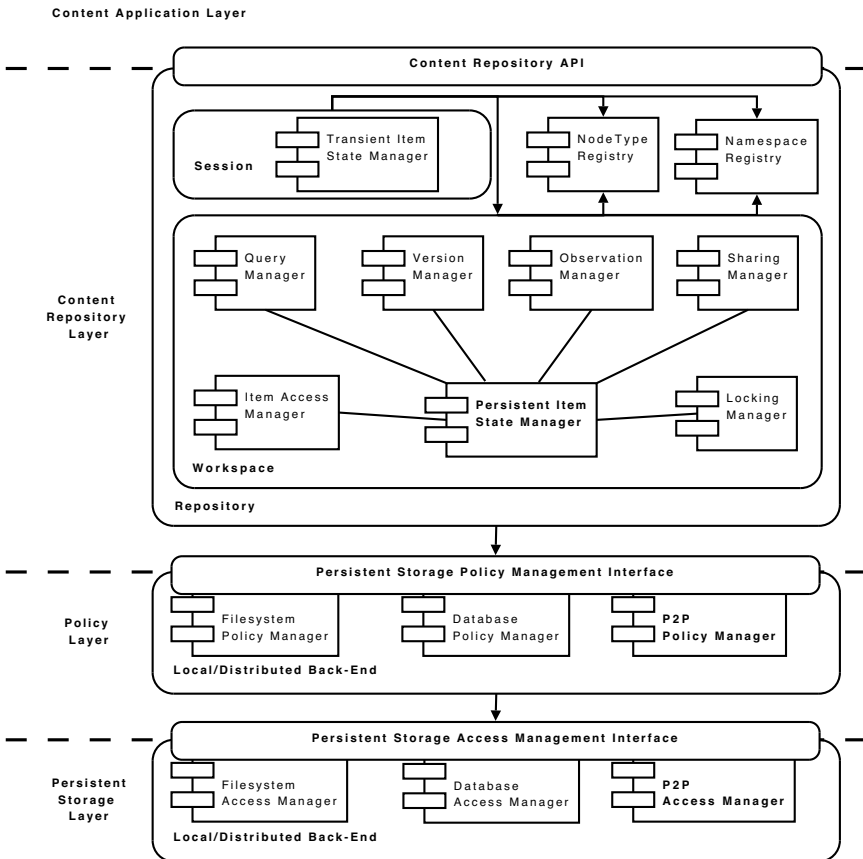 Content Application Layer
Content Repository API
Transient Item
State Manager
Session
NodeType
Registry
Namespace
Registry
Query
Manager
Version
Manager
Observation
Manager
Sharing
Manager
Content
Repository
Layer
Item Access
Manager
Persistent Item
State Manager
Locking
Manager
Workspace
Repository
Persistent Storage Policy Management Interface
Policy
Layer
Filesystem
Policy Manager
Database
Policy Manager
P2P
Policy Manager
Local/Distributed Back-End
Persistent Storage Access Management Interface
Persistent
Storage
Layer
Filesystem
Access Manager
Database
Access Manager
P2P
Access Manager
Local/Distributed Back-End